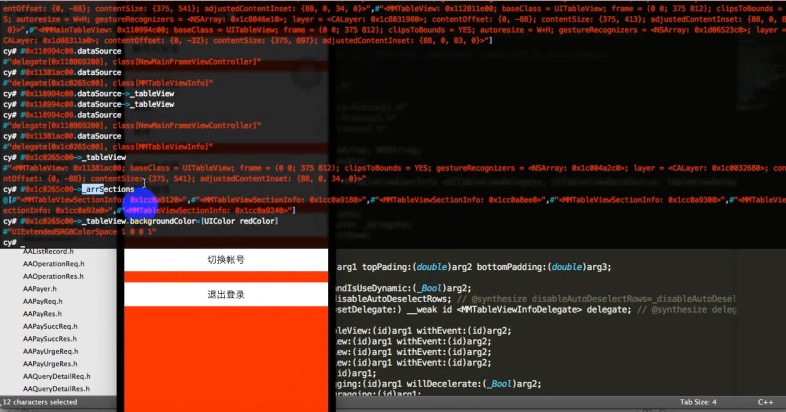 entOffset: {0, -88}; contentSize: {375, 541}; adjustedContentInset: {88, 0, 34, 0}>",#"<MMTableView: 0x112811e00; baseClass = UITableView; frame = (0 0; 375 812); clipsToBounds =
S; autoresize = W+H; gestureRecognizers = <NSArray: 0x1c8046e10>; layer = <CALayer: 0x1c8031980>; contentOffset: {0, -88}; contentSize: {375, 413}; adjustedContentInset: {88, 0,
0}>",#"<MMMainTableView: 0x110994c00; baseClass = UITableView; frame = (0 0; 375 812); clipsToBounds = YES; autoresize = W+H; gestureRecognizers = <NSArray: 0x1d06523c0>; layer =
CALayer: 0x1d08311a0>; contentOffset: {0, -32}; contentSize: {375, 697}; adjustedContentInset: {88, 0, 83, 0}>"]
cy# #0x110994c00.dataSource
#"delegate[0x110869200], class[NewMainFrameViewController]"
cy# #0x11381ac00.dataSource
#"delegate[0x1c0265c00], class[MMTableViewInfo]"
cy# #0x110994c00.dataSource->_tableView
cy# #0x110994c00.dataSource->_tableView
cy# #0x110994c00.dataSource
#"delegate[0x110869200], class[NewMainFrameViewController]"
cy# #0x11381ac00.dataSource
#"delegate[0x1c0265c00], class[MMTableViewInfo]"
cy# #0x1c0265c00->_tableView
#"<MMTableView: 0x11381ac00; baseClass = UITableView; frame = (0 0; 375 812); clipsToBounds = YES; gestureRecognizers = <NSArray: 0x1c004a2c0>; layer = <CALayer: 0x1c0032680>; co
ntOffset: {0, -88}; contentSize: {375, 541}; adjustedContentInset: {88, 0, 34, 0}>"
cy# #0x1c0265c00->_arrSections
@[#"<MMTableViewSectionInfo: 0x1cc0a9120>",#"<MMTableViewSectionInfo: 0x1cc0a9180>",#"<MMTableViewSectionInfo: 0x1cc0a8ee0>",#"<MMTableViewSectionInfo: 0x1cc0a9300>",#"<MMTableView
ectionInfo: 0x1cc0a92a0>",#"<MMTableViewSectionInfo: 0x1cc0a9240>"]
cy# #0x1c0265c00->_tableView.backgroundColor=[UIColor redColor]
#"UIExtendedSRGBColorSpace 1 0 0 1"
cy# _
AAListRecord.h
AAOperationReq.h
AAOperationRes.h
AAPayer.h
AAPayReq.h
AAPayRes.h
AAPaySuccReq.h
AAPaySuccRes.h
AAPayUrgeReq.h
AAPayUrgeRes.h
AAQueryDetailReq.h
AAQueryDetailRes.h
切换帐号
退出登录
arg1 topPading:(double)arg2 bottomPadding:(double)arg3;
andIsUseDynamic:(_Bool)arg2;
disableAutoDeselectRows; // @synthesize disableAutoDeselectRows=_disableAutoDesel
setDelegate:) __weak id <MMTableViewInfoDelegate> delegate; // @synthesize deleg
bleView:(id)arg1 withEvent:(id)arg2;
iew:(id)arg1 withEvent:(id)arg2;
iew:(id)arg1 withEvent:(id)arg2;
iew:(id)arg1 withEvent:(id)arg2;
id)arg1;
ging:(id)arg1 willDecelerate:(_Bool)arg2;
ragging:(id)arg1;
12 characters selected
Tab Size: 4
C++